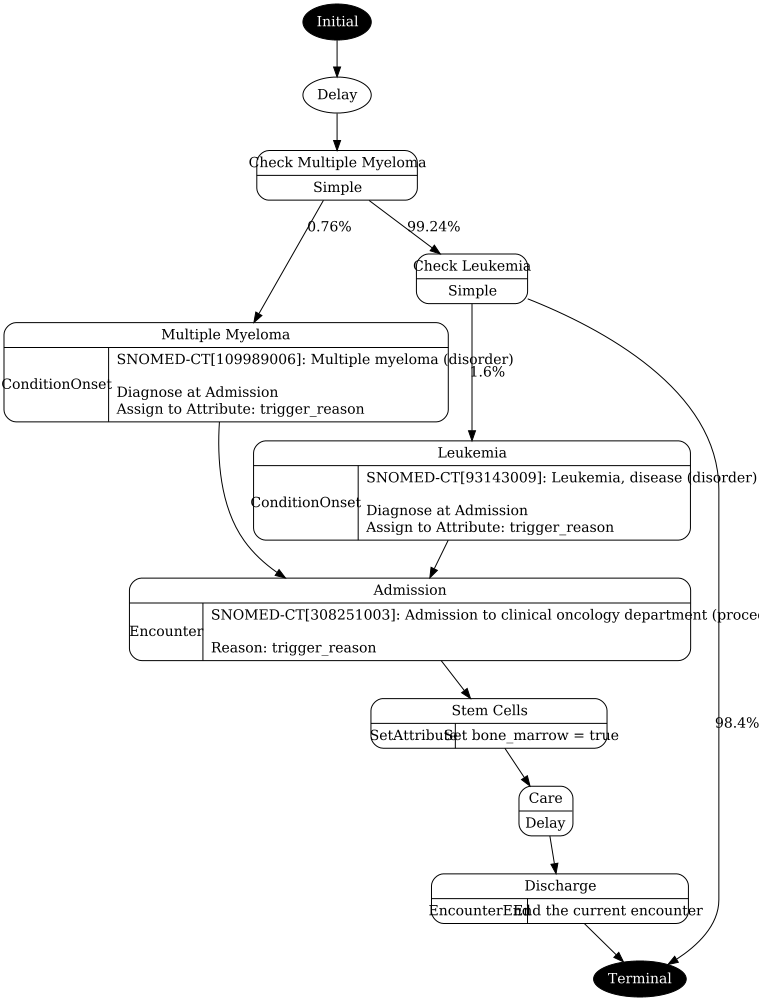 Initial
Delay
Check Multiple Myeloma
Simple
0.76%
99.24%
Check Leukemia
Simple
Multiple Myeloma
ConditionOnset
SNOMED-CT[109989006]: Multiple myeloma (disorder)
Diagnose at Admission
Assign to Attribute: trigger_reason
1.6%
Leukemia
ConditionOnset
SNOMED-CT[93143009]: Leukemia, disease (disorder)
Diagnose at Admission
Assign to Attribute: trigger_reason
Admission
Encounter
SNOMED-CT[308251003]: Admission to clinical oncology department
Reason: trigger_reason
Stem Cells
SetAttribute
Set bone_marrow = true
98.4%
Care
Delay
Discharge
EncounterEnd
End the current encounter
Terminal